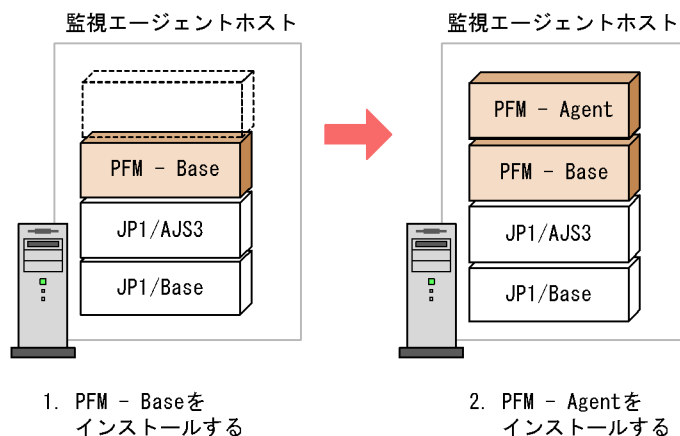 監視エージェントホスト
PFM - Base
JP1/AJS3
JP1/Base
1. PFM - Baseを
インストールする
監視エージェントホスト
PFM - Agent
PFM - Base
JP1/AJS3
JP1/Base
2. PFM - Agentを
インストールする